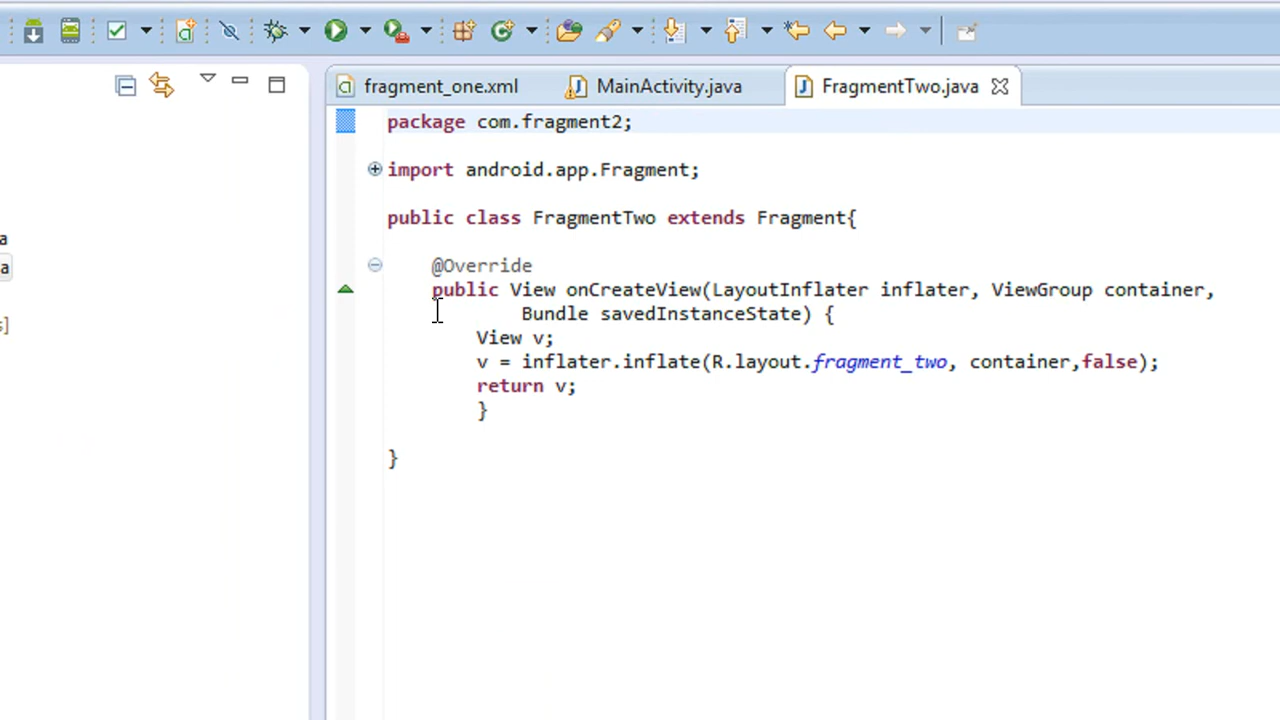 fragment_one.xml
MainActivity.java
FragmentTwo.java
package com.fragment2;
import android.app.Fragment;
public class FragmentTwo extends Fragment{
@Override
public View onCreateView(LayoutInflater inflater, ViewGroup container,
Bundle savedInstanceState) {
View v;
v = inflater.inflate(R.layout.fragment_two, container,false);
return v;
}
}
a
a
s]